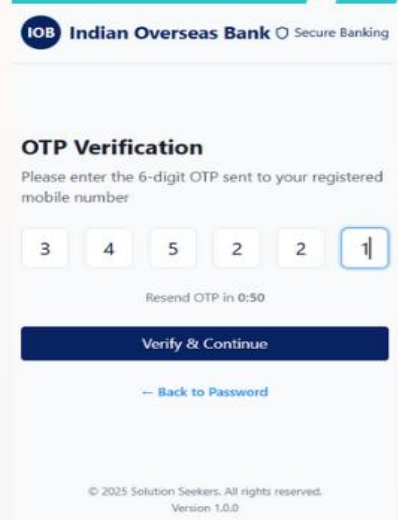 IOB Indian Overseas Bank Secure Banking
OTP Verification
Please enter the 6-digit OTP sent to your registered
mobile number
3 4 5 2 2 1
Resend OTP in 0:50
Verify & Continue
← Back to Password
© 2025 Solution Seekers. All rights reserved.
Version 1.0.0